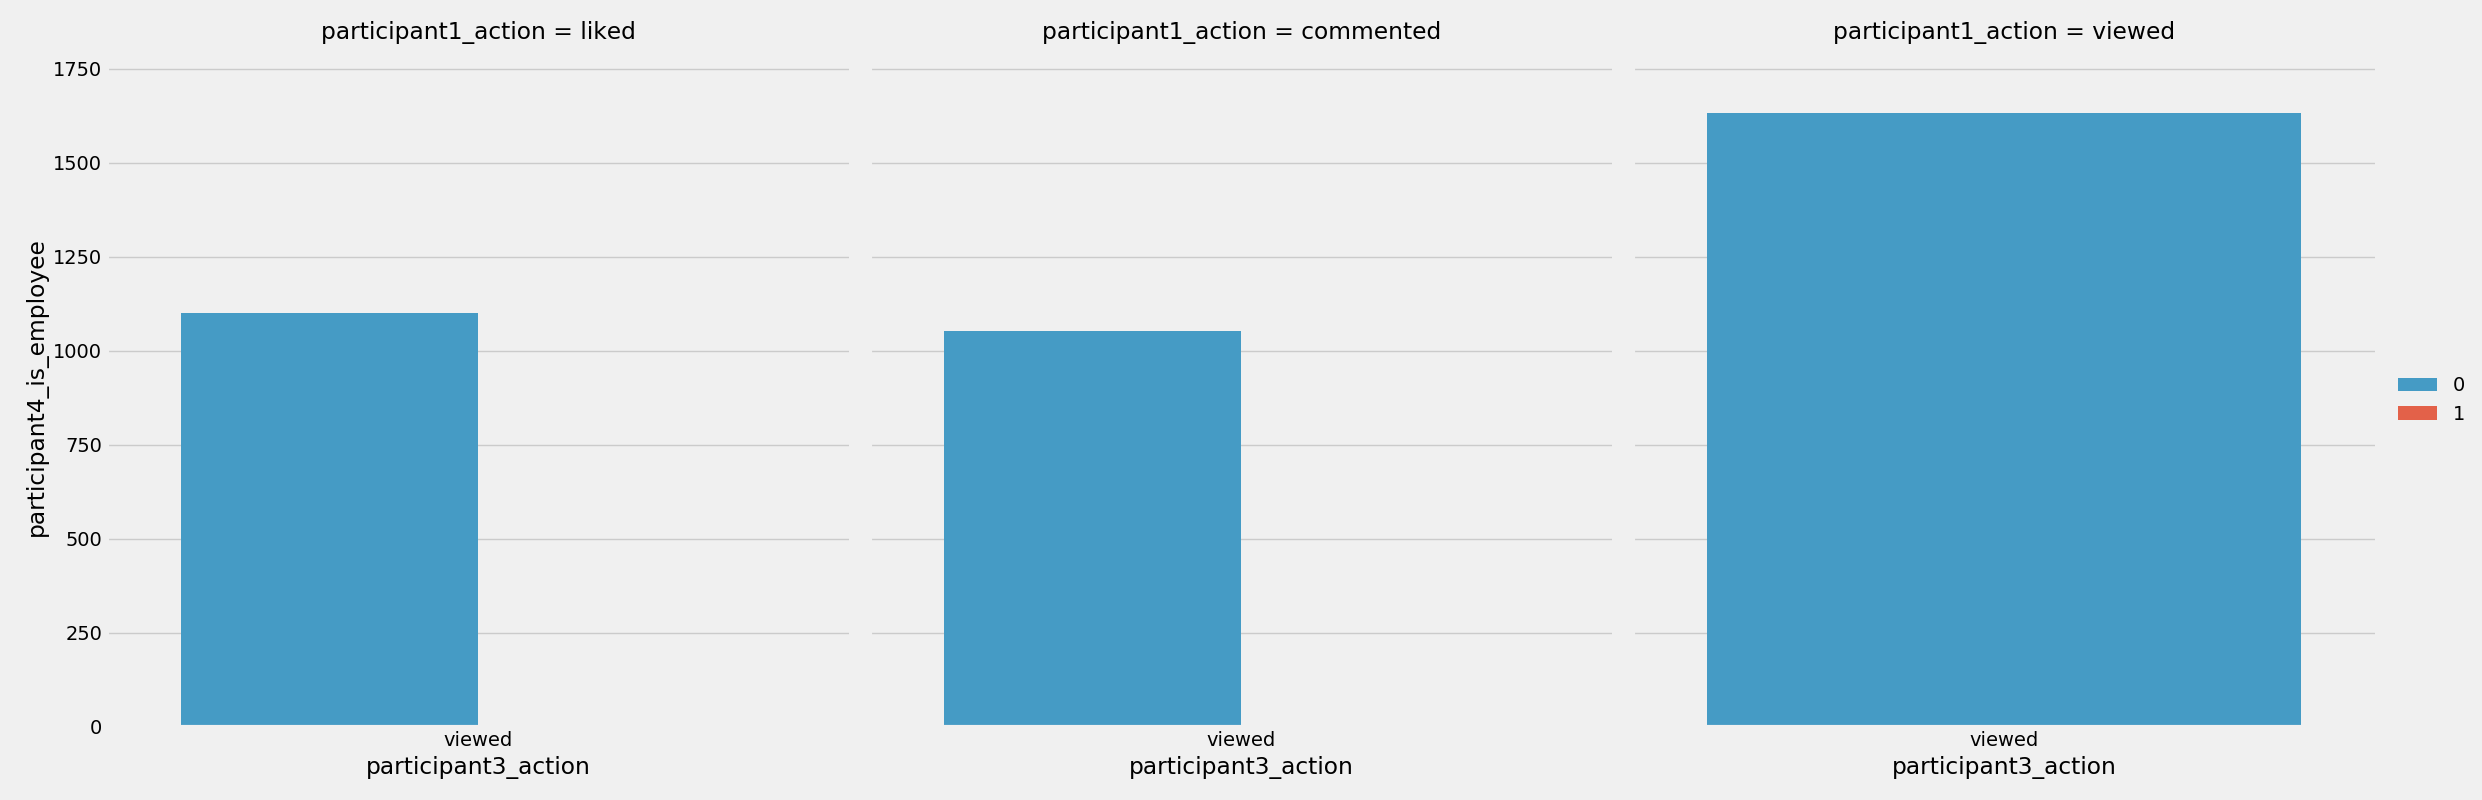 participant1_action = liked
participant1_action = commented
participant1_action = viewed
participant4_is_employee
1750
1500
1250
1000
750
500
250
0
viewed
viewed
viewed
participant3_action
participant3_action
participant3_action
0
1